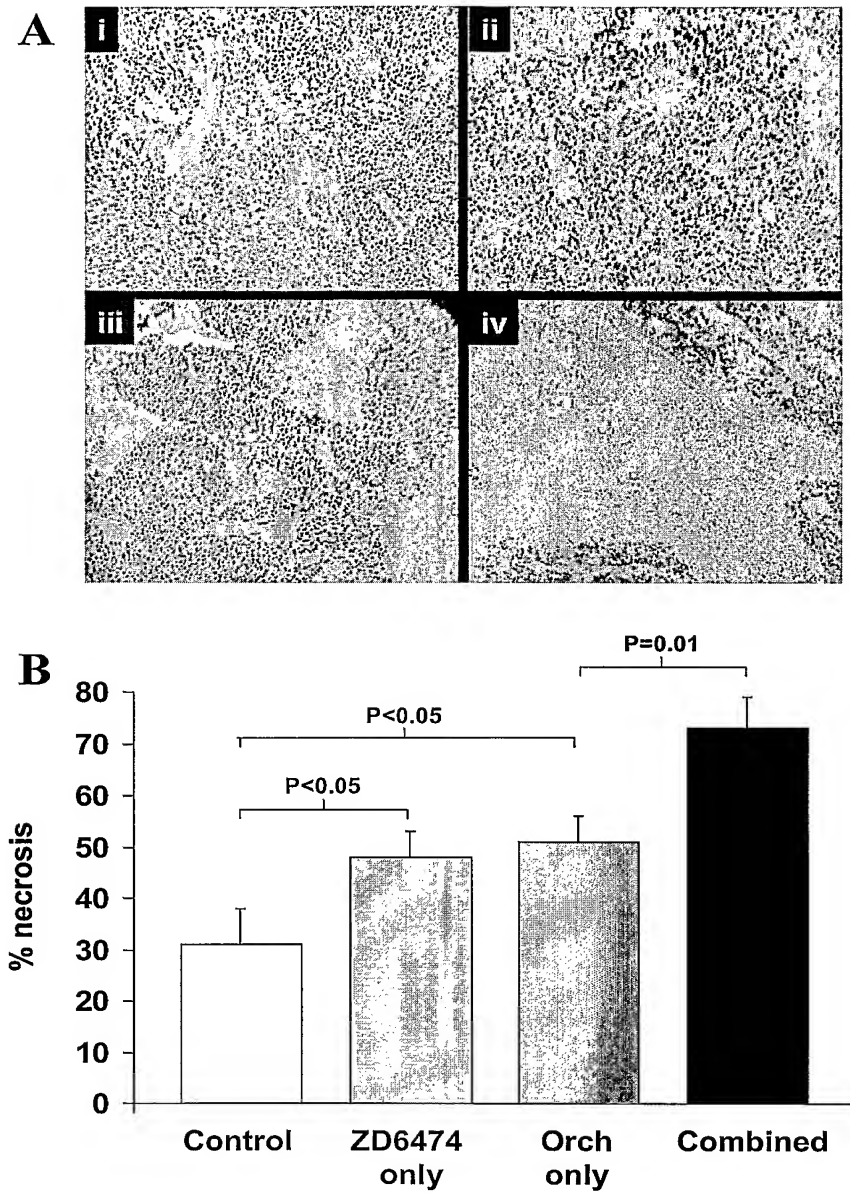 A
i
ii
iii
iv
B
P=0.01
P<0.05
P<0.05
% necrosis
80
70
60
50
40
30
20
10
0
Control
ZD6474 only
Orch only
Combined